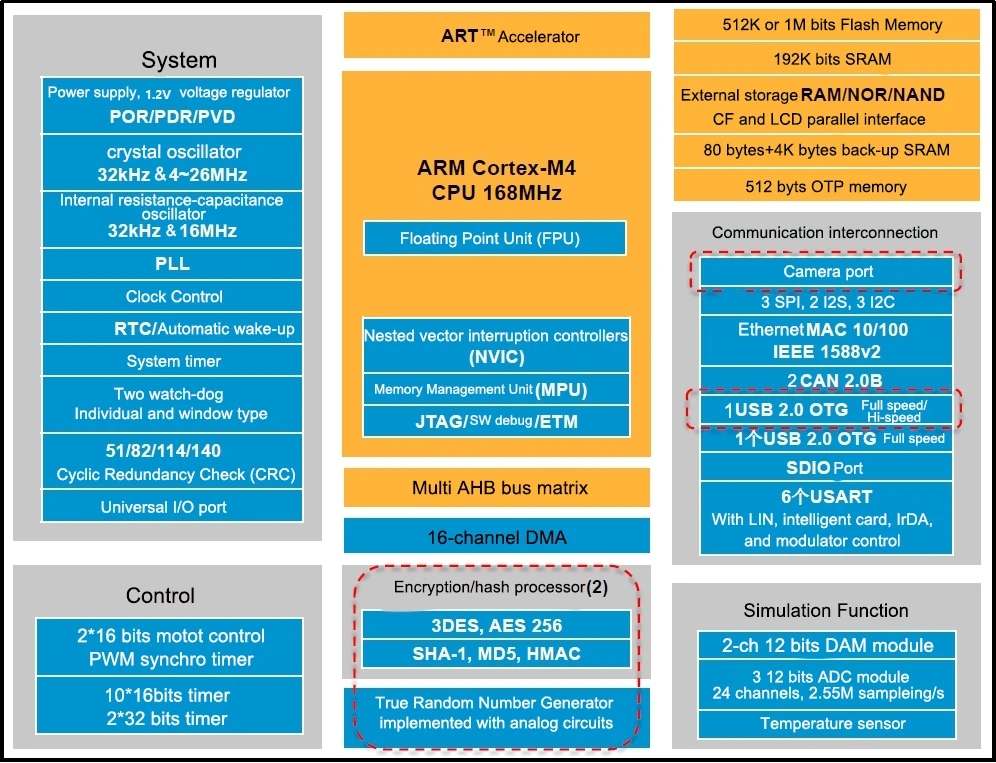 System
Power supply, 1.2V voltage regulator
POR/PDR/PVD
crystal oscillator
32kHz & 4~26MHz
Internal resistance-capacitance
oscillator
32kHz & 16MHz
PLL
Clock Control
RTC/Automatic wake-up
System timer
Two watch-dog
Individual and window type
51/82/114/140
Cyclic Redundancy Check (CRC)
Universal I/O port
Control
2*16 bits motot control
PWM synchro timer
10*16bits timer
2*32 bits timer
ART™ Accelerator
ARM Cortex-M4
CPU 168MHz
Floating Point Unit (FPU)
Nested vector interruption controllers
(NVIC)
Memory Management Unit (MPU)
JTAG/SW debug/ETM
Multi AHB bus matrix
16-channel DMA
Encryption/hash processor(2)
3DES, AES 256
SHA-1, MD5, HMAC
True Random Number Generator
implemented with analog circuits
512K or 1M bits Flash Memory
192K bits SRAM
External storage RAM/NOR/NAND
CF and LCD parallel interface
80 bytes+4K bytes back-up SRAM
512 byts OTP memory
Communication interconnection
Camera port
3 SPI, 2 I2S, 3 I2C
Ethernet MAC 10/100
IEEE 1588v2
2 CAN 2.0B
1 USB 2.0 OTG Full speed/
Hi-speed
1个USB 2.0 OTG Full speed
SDIO Port
6个USART
With LIN, intelligent card, IrDA,
and modulator control
Simulation Function
2-ch 12 bits DAM module
3 12 bits ADC module
24 channels, 2.55M sampleing/s
Temperature sensor